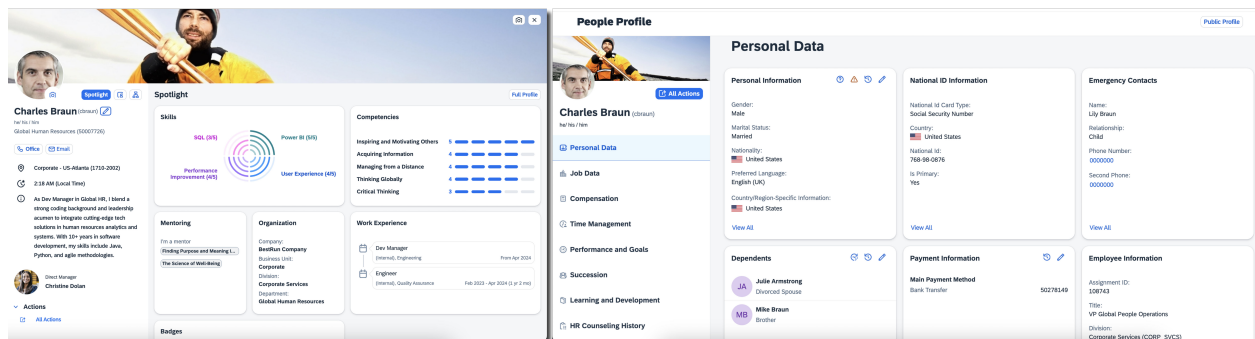 Spotlight
Charles Braun (cbraun)
he/ his / him
Global Human Resources (50007726)
Office
Email
Corporate - US-Atlanta (1710-2002)
2:18 AM (Local Time)
As Dev Manager in Global HR, I blend a
strong coding background and leadership
acumen to integrate cutting-edge tech
solutions in human resources analytics and
systems. With 10+ years in software
development, my skills include Java,
Python, and agile methodologies.
Direct Manager
Christine Dolan
Actions
All Actions
Spotlight
Full Profile
Skills
SQL (3/5)
Power BI (5/5)
Performance
Improvement (4/5)
User Experience (4/5)
Competencies
Inspiring and Motivating Others 5
Acquiring Information 4
Managing from a Distance 4
Thinking Globally 4
Critical Thinking 3
Mentoring
I'm a mentor
Finding Purpose and Meaning I...
The Science of Well-Being
Organization
Company:
BestRun Company
Business Unit:
Corporate
Division:
Corporate Services
Department:
Global Human Resources
Work Experience
Dev Manager
(Internal), Engineering From Apr 2024
Engineer
(Internal), Quality Assurance Feb 2023 - Apr 2024 (1 yr 2 mo)
Badges
People Profile
Public Profile
All Actions
Charles Braun (cbraun)
he/ his / him
Personal Data
Job Data
Compensation
Time Management
Performance and Goals
Succession
Learning and Development
HR Counseling History
Personal Data
Personal Information
Gender:
Male
Marital Status:
Married
Nationality:
United States
Preferred Language:
English (UK)
Country/Region-Specific Information:
United States
View All
National ID Information
National Id Card Type:
Social Security Number
Country:
United States
National Id:
768-98-0876
Is Primary:
Yes
View All
Emergency Contacts
Name:
Lily Braun
Relationship:
Child
Phone Number:
0000000
Second Phone:
0000000
View All
Dependents
JA
Julie Armstrong
Divorced Spouse
MB
Mike Braun
Brother
Payment Information
Main Payment Method
Bank Transfer 50278149
Employee Information
Assignment ID:
108743
Title:
VP Global People Operations
Division:
Corporate Services (CORP_SVCS)